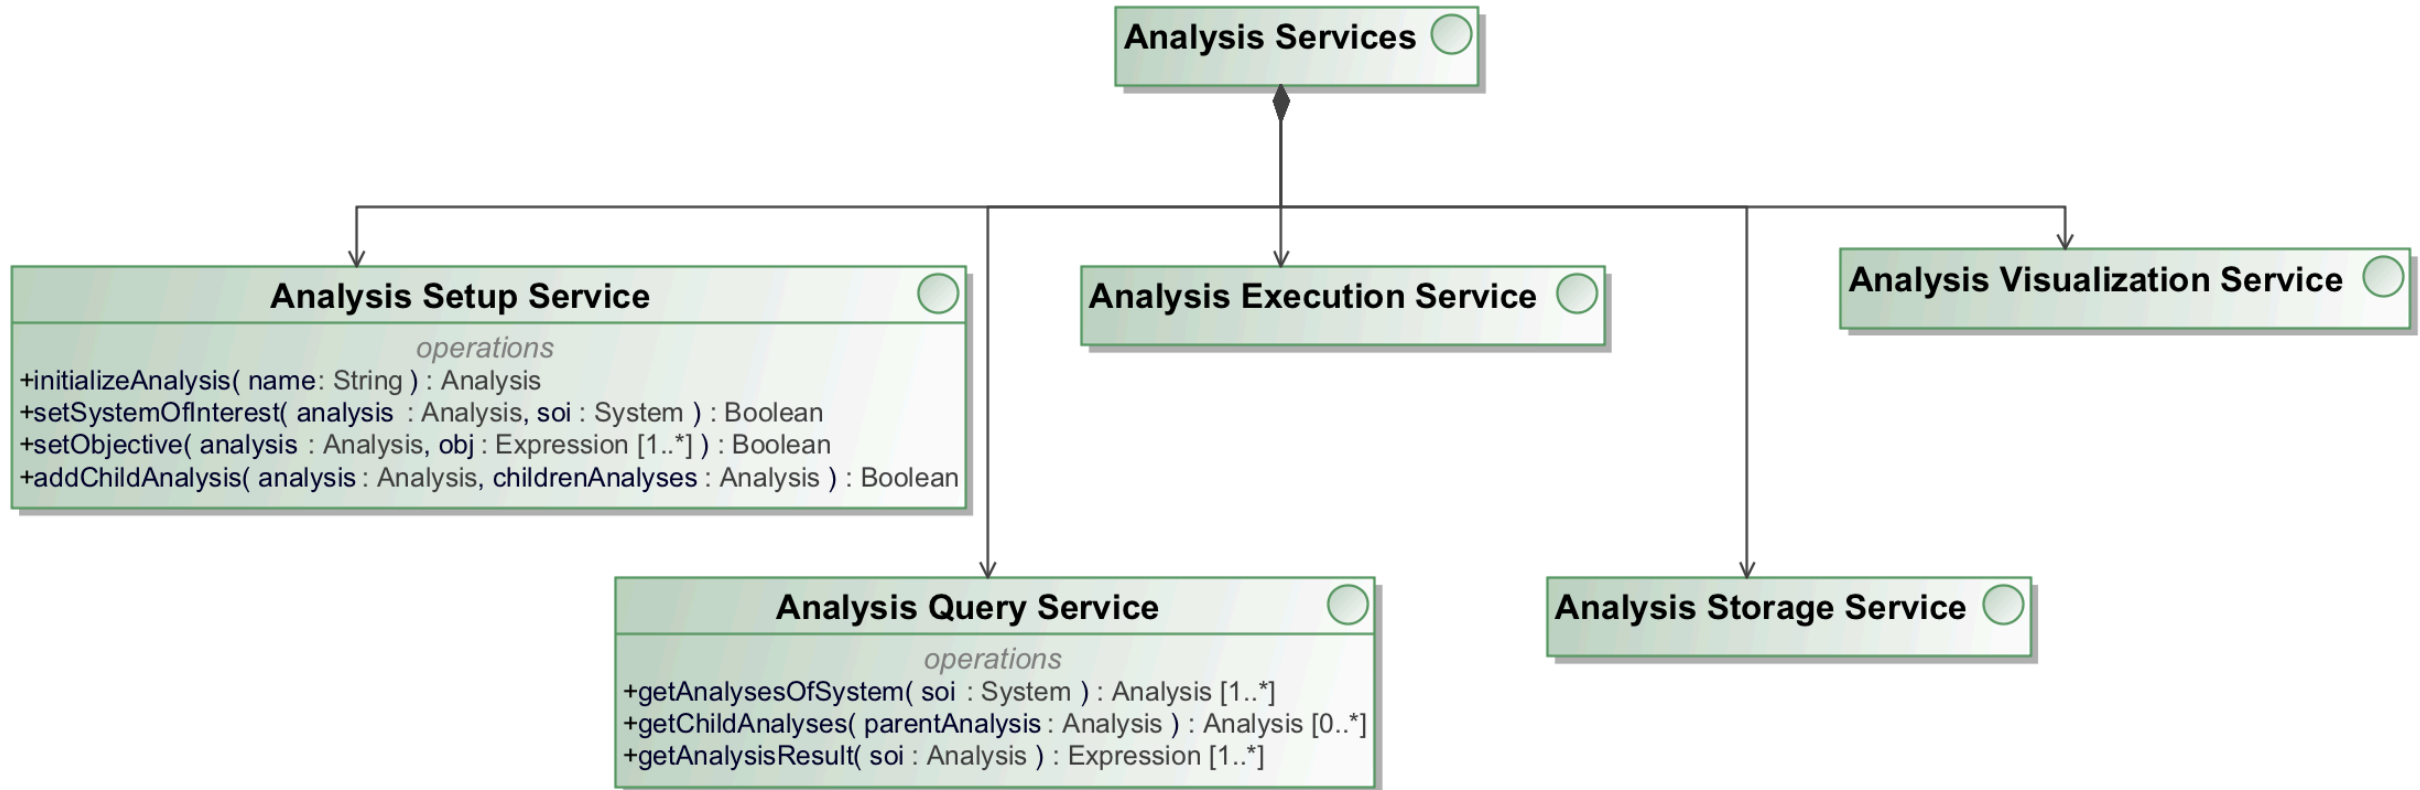 Analysis Services
Analysis Setup Service
operations
+initializeAnalysis( name : String ) : Analysis
+setSystemOfInterest( analysis : Analysis, soi : System ) : Boolean
+setObjective( analysis : Analysis, obj : Expression [1..*] ) : Boolean
+addChildAnalysis( analysis : Analysis, childrenAnalyses : Analysis ) : Boolean
Analysis Execution Service
Analysis Visualization Service
Analysis Query Service
operations
+getAnalysesOfSystem( soi : System ) : Analysis [1..*]
+getChildAnalyses( parentAnalysis : Analysis ) : Analysis [0..*]
+getAnalysisResult( soi : Analysis ) : Expression [1..*]
Analysis Storage Service